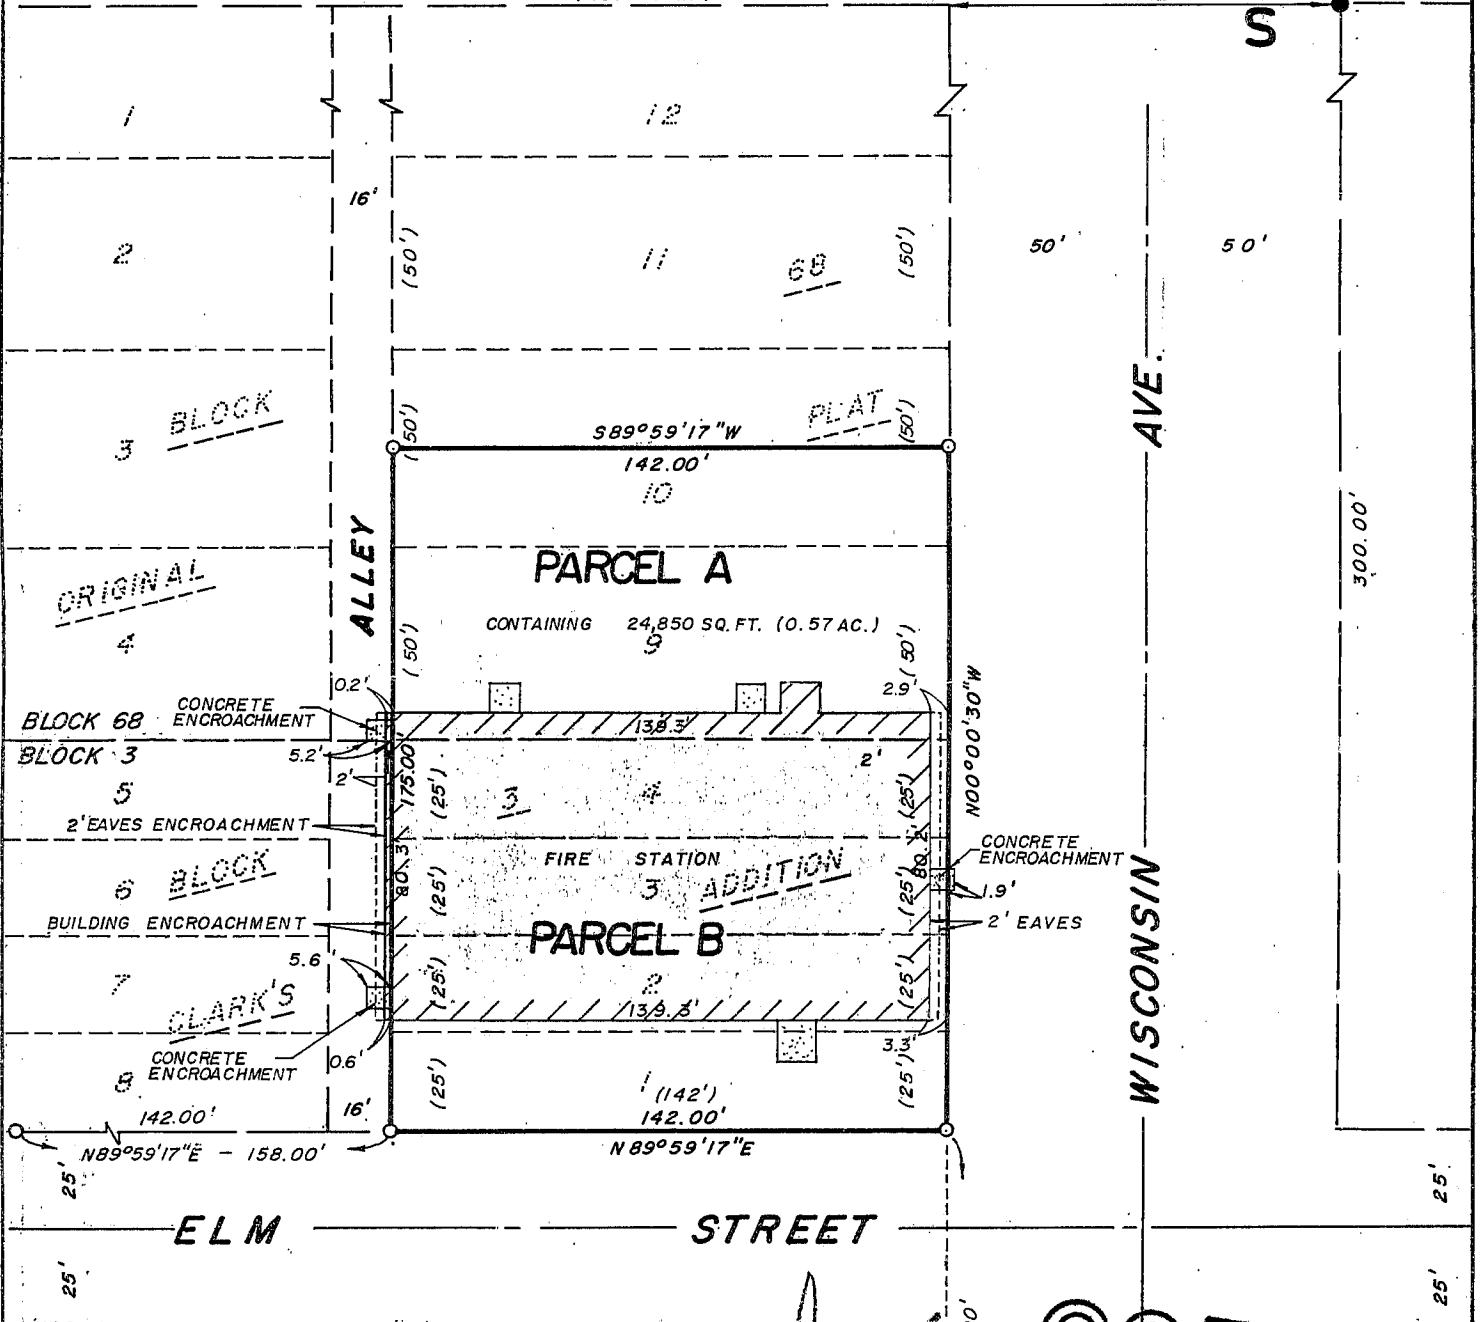 S
1
12
16'
2
(50')
11
68
(50')
50'
50'
AVE.
BLOCK
3
(50')
S89°59'17"W
PLAT
(50')
142.00'
10
300.00'
ALLEY
PARCEL A
ORIGINAL
4
CONTAINING 24,850 SQ. FT. (0.57 AC.)
9
(50')
(50')
N00°00'30"W
0.2'
2.9'
CONCRETE
ENCROACHMENT
BLOCK 68
139.3'
BLOCK 3
5.2'
2'
2'
175.00
5
(25')
3
4
(25')
2' EAVES ENCROACHMENT
80.3'
FIRE STATION
80.2'
CONCRETE
ENCROACHMENT
6
BLOCK
(25')
3
ADDITION
(25')
1.9'
BUILDING ENCROACHMENT
2' EAVES
PARCEL B
WISCONSIN
5.6'
7
(25')
2
(25')
CLARK'S
139.3'
3.3'
CONCRETE
ENCROACHMENT
0.6'
8
(25')
1
(142')
(25')
142.00'
16'
142.00'
N89°59'17"E - 158.00'
N89°59'17"E
25'
25'
ELM STREET
25'
25'